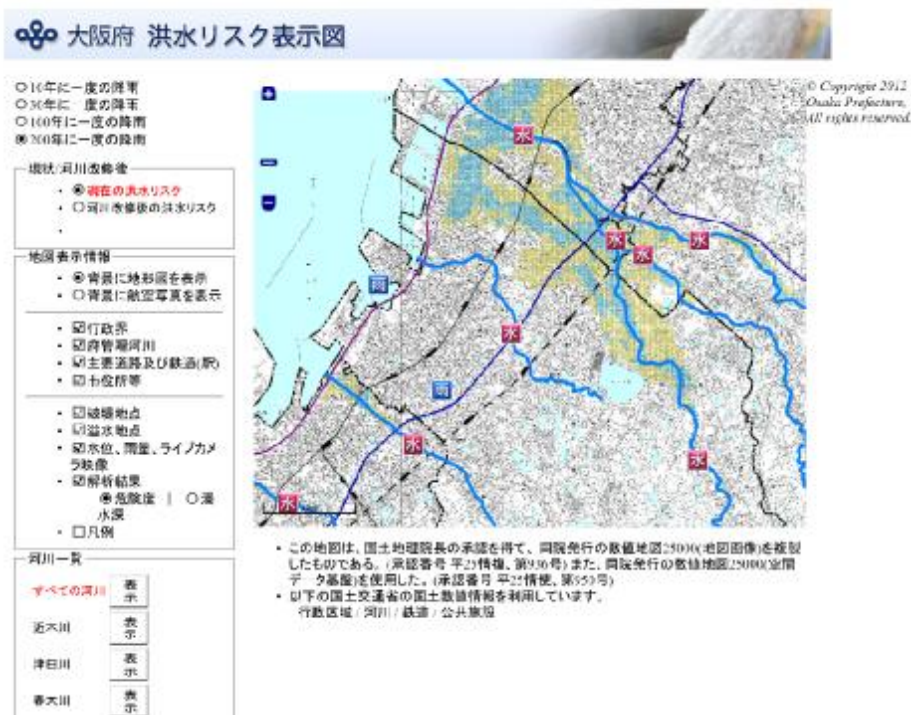 大阪府 洪水リスク表示図
10年に一度の降雨
30年に一度の降雨
100年に一度の降雨
200年に一度の降雨
© Copyright 2012
Osaka Prefecture,
All rights reserved.
現状/河川改修後
現在の洪水リスク
河川改修後の洪水リスク
地図表示情報
背景に地形図を表示
背景に航空写真を表示
行政界
府管理河川
主要道路及び鉄道(駅)
市役所等
破堤地点
溢水地点
水位、雨量、ライブカメ
ラ映像
解析結果
危険度 | 浸
水深
凡例
河川一覧
すべての河川 表
示
近木川 表
示
津田川 表
示
春木川 表
示
水
水
水
水
雨
水
雨
水
水
水
この地図は、国土地理院長の承認を得て、同院発行の数値地図25000(地図画像)を複製
したものである。(承認番号 平25情複、第936号) また、同院発行の数値地図25000(空間
データ基盤)を使用した。(承認番号 平25情使、第950号)
以下の国土交通省の国土数値情報を利用しています。
行政区域 / 河川 / 鉄道 / 公共施設